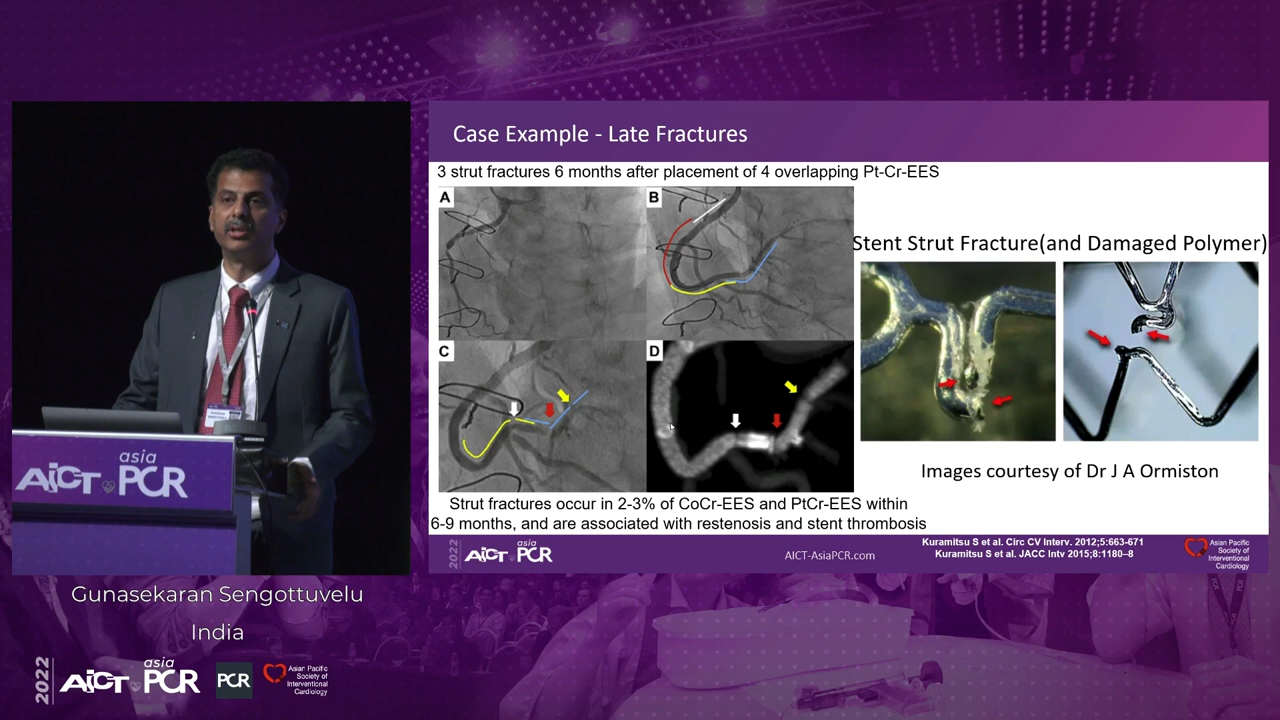 Case Example - Late Fractures
3 strut fractures 6 months after placement of 4 overlapping Pt-Cr-EES
A
B
C
D
Stent Strut Fracture(and Damaged Polymer)
Images courtesy of Dr J A Ormiston
Strut fractures occur in 2-3% of CoCr-EES and PtCr-EES within
6-9 months, and are associated with restenosis and stent thrombosis
2022
AICT
asia
PCR
AICT-AsiaPCR.com
Kuramitsu S et al. Circ CV Interv. 2012;5:663-671
Kuramitsu S et al. JACC Intv 2015;8:1180–8
Asian Pacific
Society of
Interventional
Cardiology
AICT
asia
PCR
Gunasekaran Sengottuvelu
India
2022
AICT
asia
PCR
PCR
Asian Pacific
Society of
Interventional
Cardiology